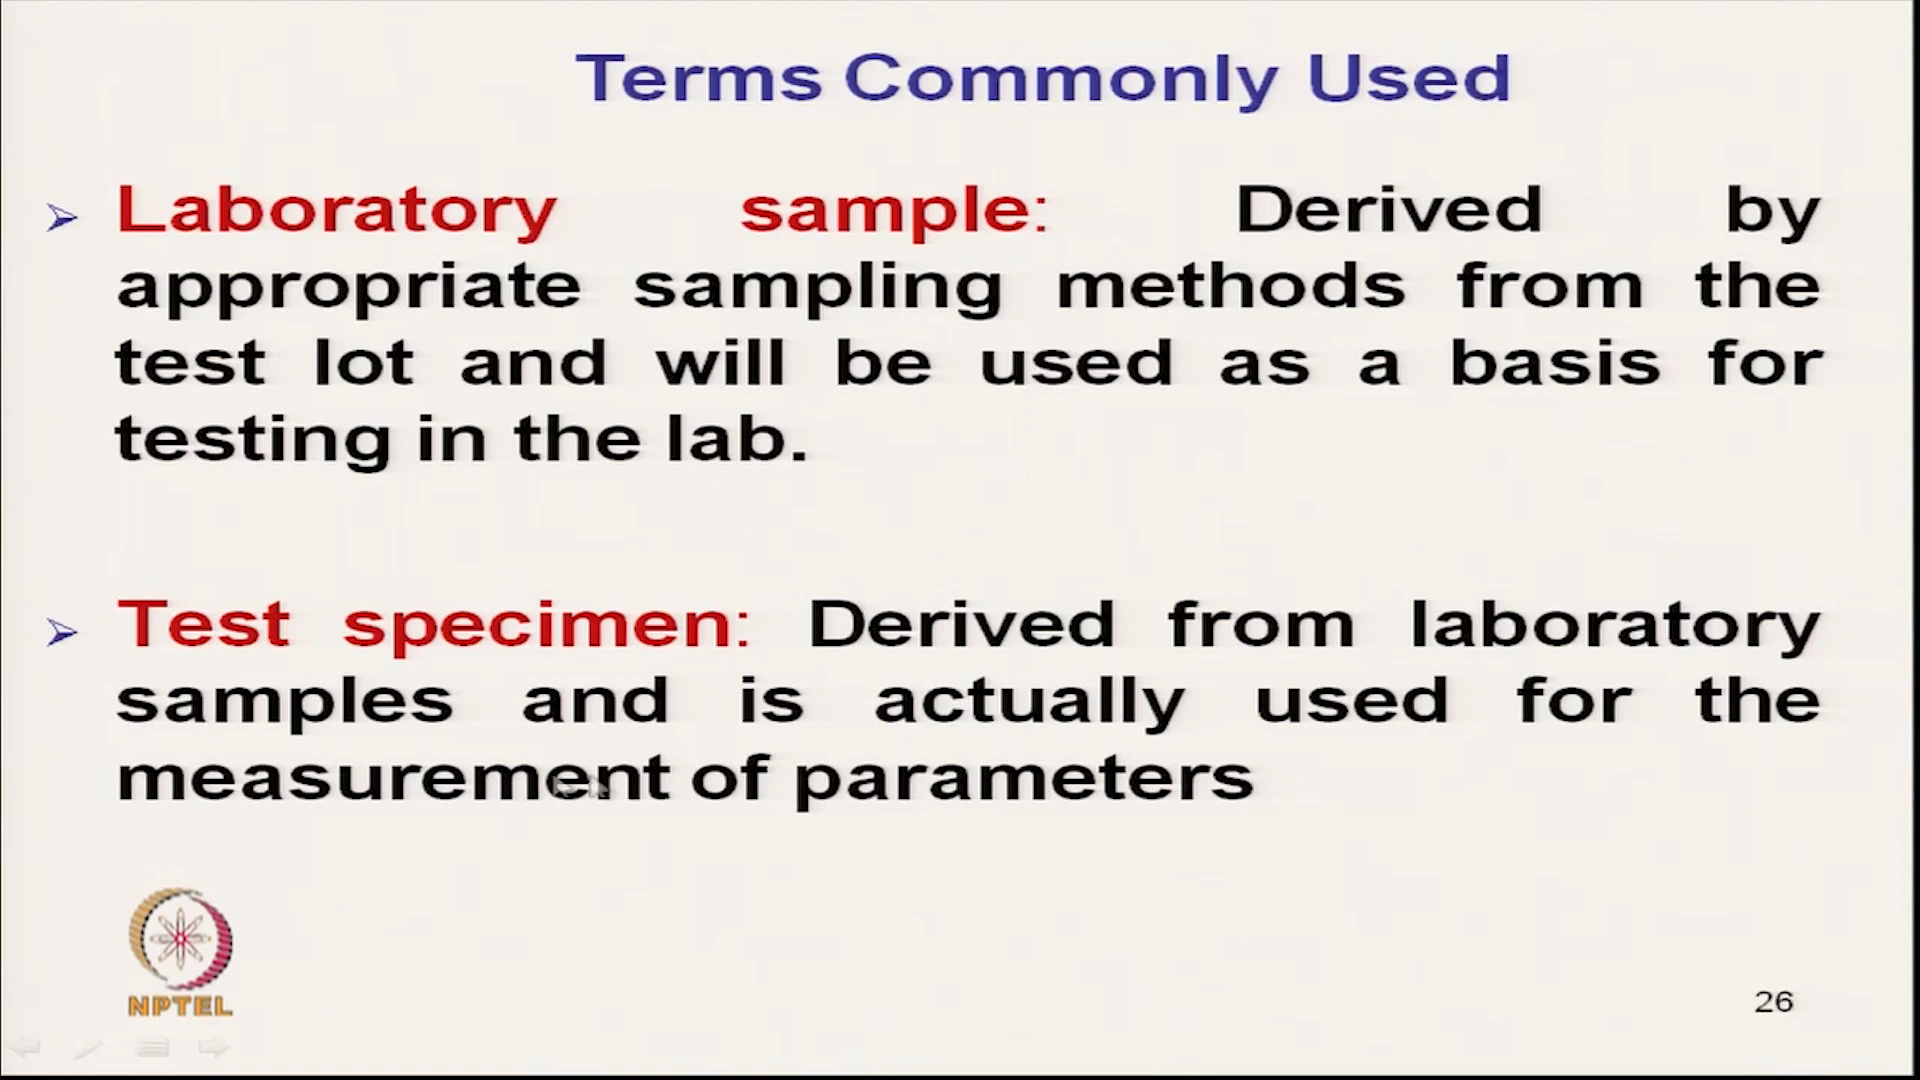 Terms Commonly Used
Laboratory sample: Derived by
appropriate sampling methods from the
test lot and will be used as a basis for
testing in the lab.
Test specimen: Derived from laboratory
samples and is actually used for the
measurement of parameters
NPTEL
26